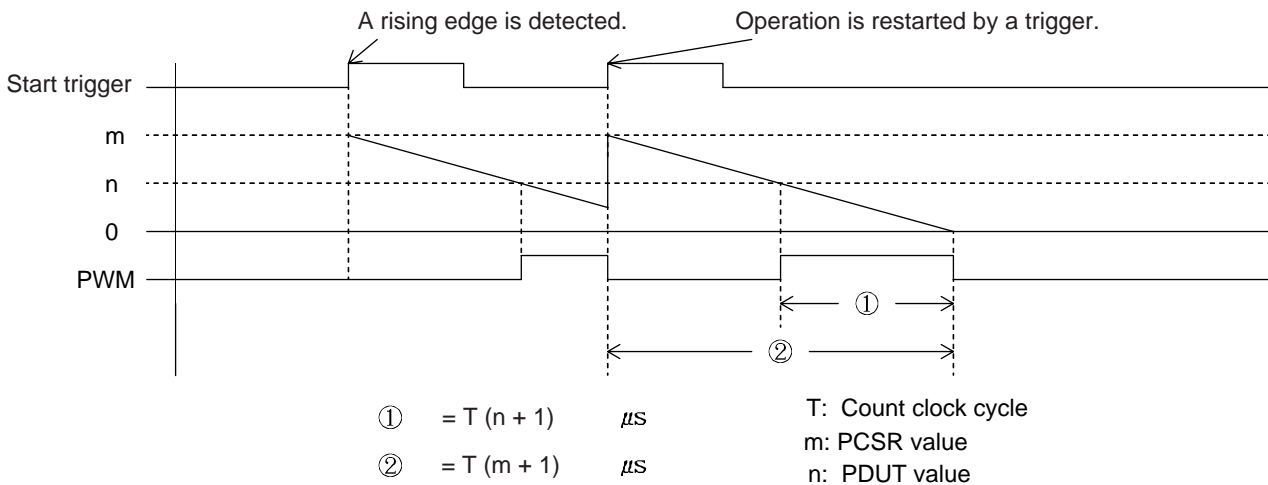 A rising edge is detected. Operation is restarted by a trigger.
Start trigger
m
n
0
PWM
①
②
① = T (n + 1) μs
② = T (m + 1) μs
T: Count clock cycle
m: PCSR value
n: PDUT value